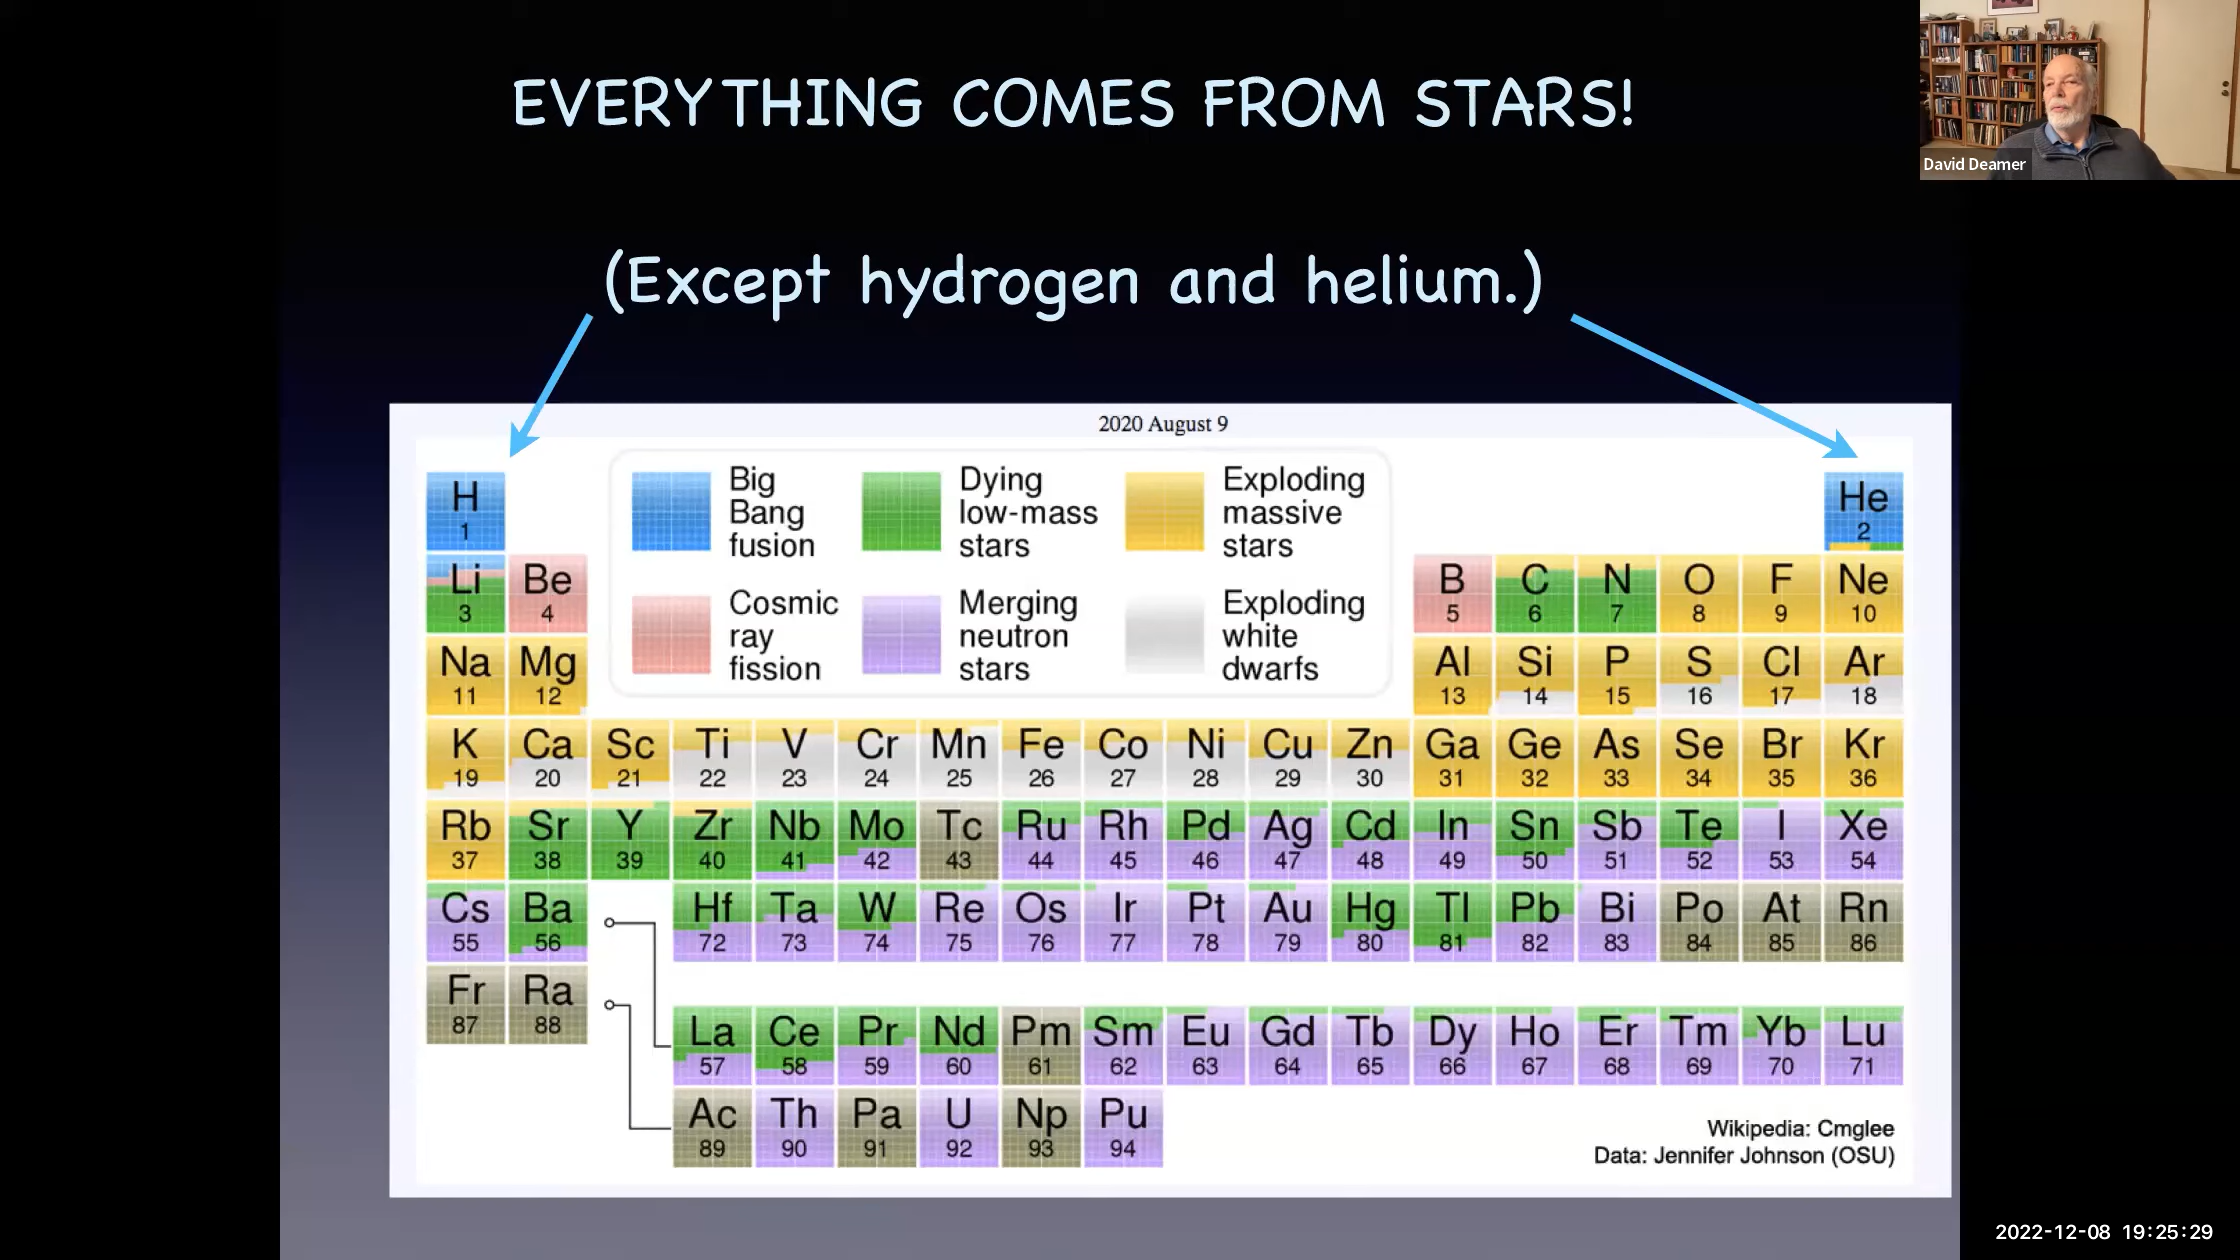 EVERYTHING COMES FROM STARS!
David Deamer
(Except hydrogen and helium.)
2020 August 9
H
1
Big
Bang
fusion
Dying
low-mass
stars
Exploding
massive
stars
He
2
Cosmic
ray
fission
Merging
neutron
stars
Exploding
white
dwarfs
Li Be B C N O F Ne
3 4 5 6 7 8 9 10
Na Mg Al Si P S Cl Ar
11 12 13 14 15 16 17 18
K Ca Sc Ti V Cr Mn Fe Co Ni Cu Zn Ga Ge As Se Br Kr
19 20 21 22 23 24 25 26 27 28 29 30 31 32 33 34 35 36
Rb Sr Y Zr Nb Mo Tc Ru Rh Pd Ag Cd In Sn Sb Te I Xe
37 38 39 40 41 42 43 44 45 46 47 48 49 50 51 52 53 54
Cs Ba Hf Ta W Re Os Ir Pt Au Hg Tl Pb Bi Po At Rn
55 56 72 73 74 75 76 77 78 79 80 81 82 83 84 85 86
Fr Ra
87 88
La Ce Pr Nd Pm Sm Eu Gd Tb Dy Ho Er Tm Yb Lu
57 58 59 60 61 62 63 64 65 66 67 68 69 70 71
Ac Th Pa U Np Pu
89 90 91 92 93 94
Wikipedia: Cmglee
Data: Jennifer Johnson (OSU)
2022-12-08 19:25:29